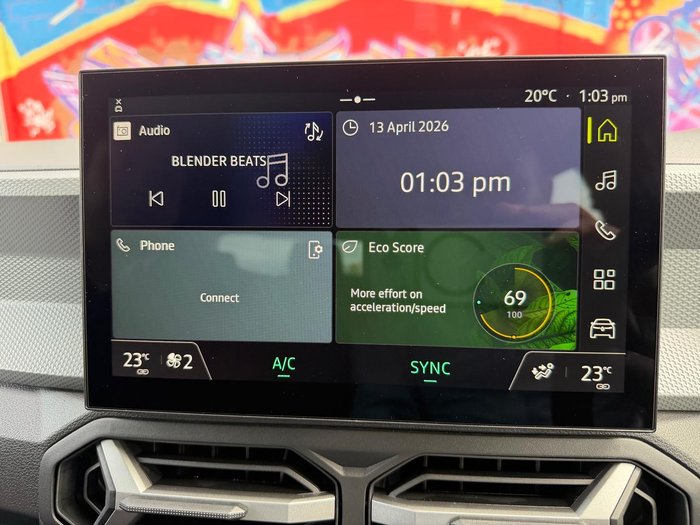 20°C · 1:03 pm
Audio
BLENDER BEATS
13 April 2026
01:03 pm
Phone
Connect
Eco Score
More effort on
acceleration/speed
69
100
23°C
2
A/C
SYNC
23°C